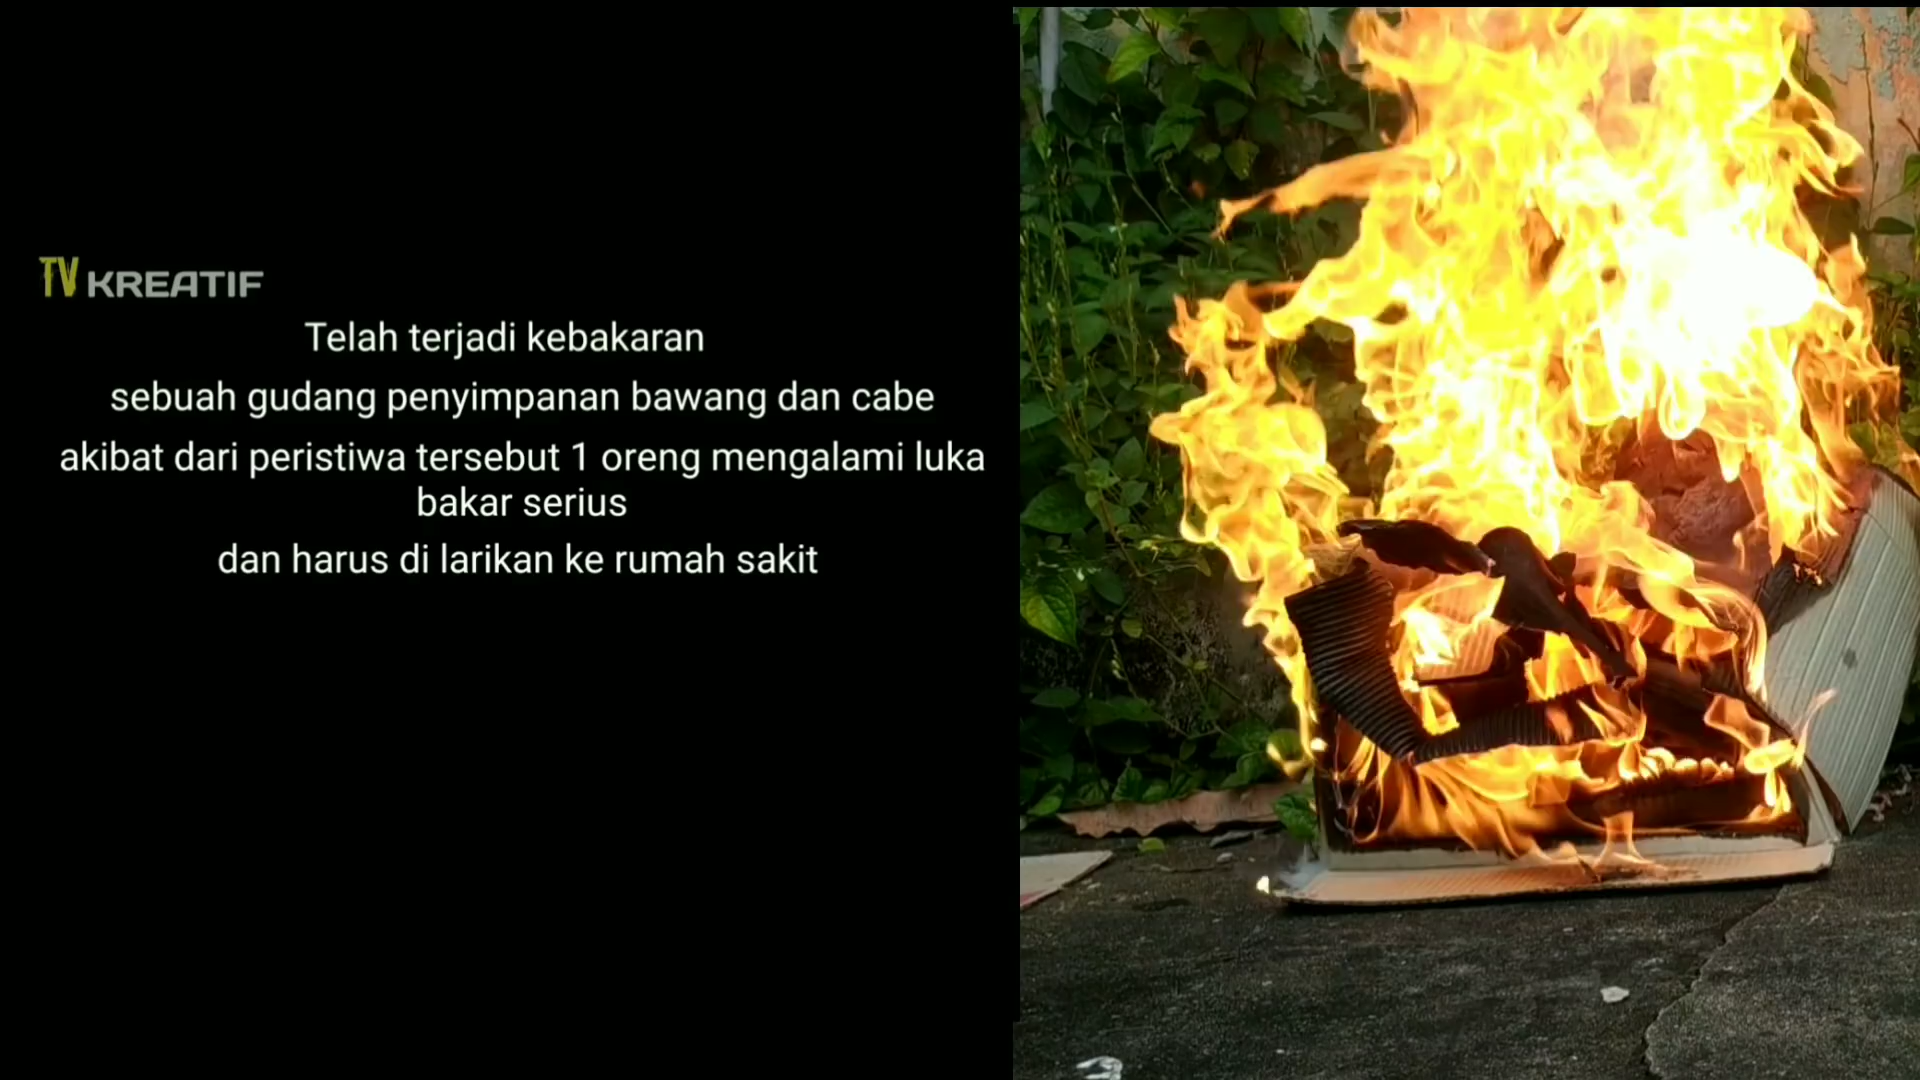 TV KREATIF
Telah terjadi kebakaran
sebuah gudang penyimpanan bawang dan cabe
akibat dari peristiwa tersebut 1 oreng mengalami luka
bakar serius
dan harus di larikan ke rumah sakit